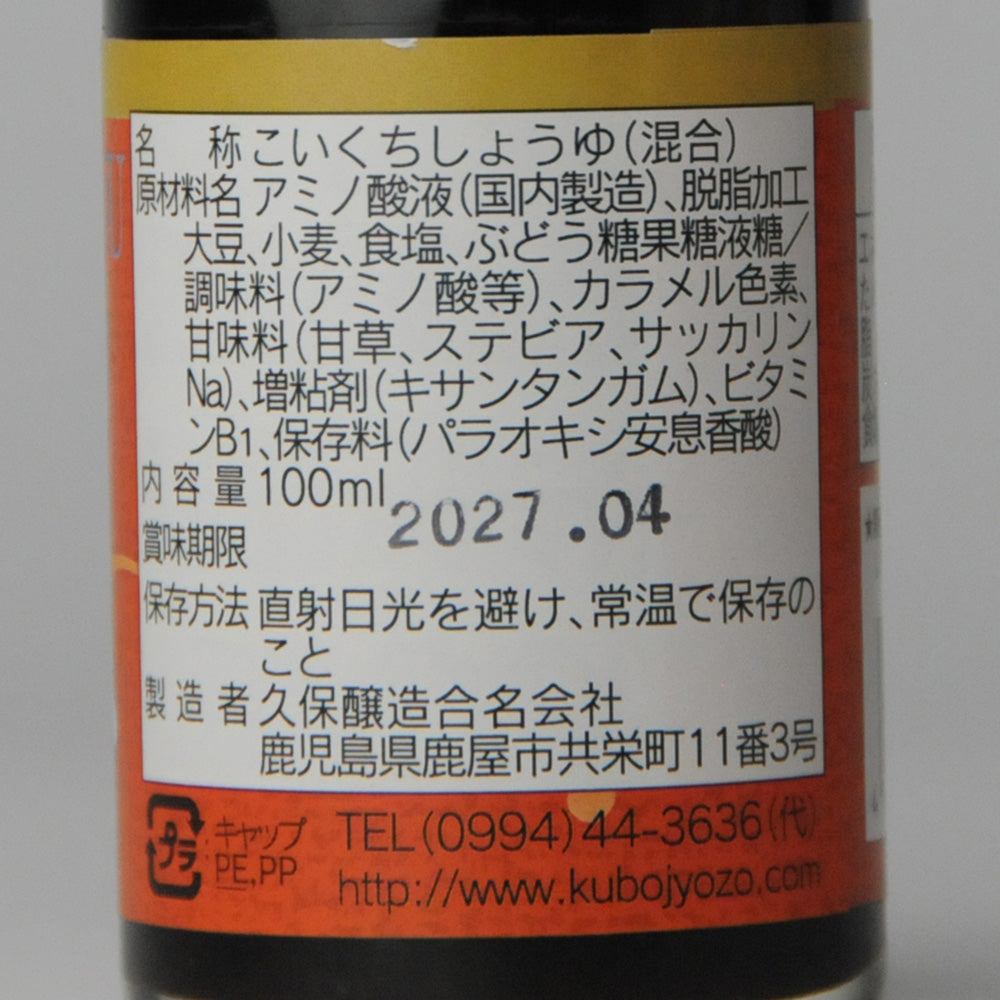 名称 こいくちしょうゆ(混合)
原材料名 アミノ酸液(国内製造)、脱脂加工
大豆、小麦、食塩、ぶどう糖果糖液糖/
調味料(アミノ酸等)、カラメル色素、
甘味料(甘草、ステビア、サッカリン
Na)、増粘剤(キサンタンガム)、ビタミ
ンB1、保存料(パラオキシ安息香酸)
内容量 100ml
賞味期限 2027.04
保存方法 直射日光を避け、常温で保存の
こと
製造者 久保醸造合名会社
鹿児島県鹿屋市共栄町11番3号
プラ
キャップ
PE,PP
TEL(0994)44-3636(代)
http://www.kubojyozo.com